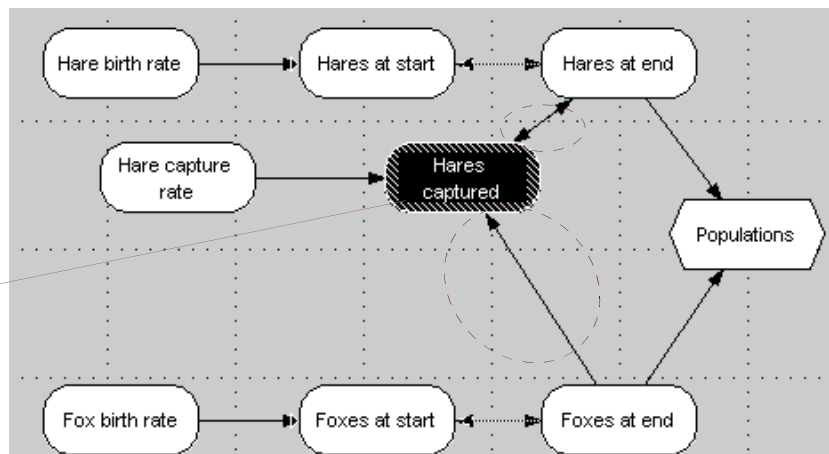 Hare birth rate
Hares at start
Hares at end
Hare capture
rate
Hares
captured
Populations
Fox birth rate
Foxes at start
Foxes at end